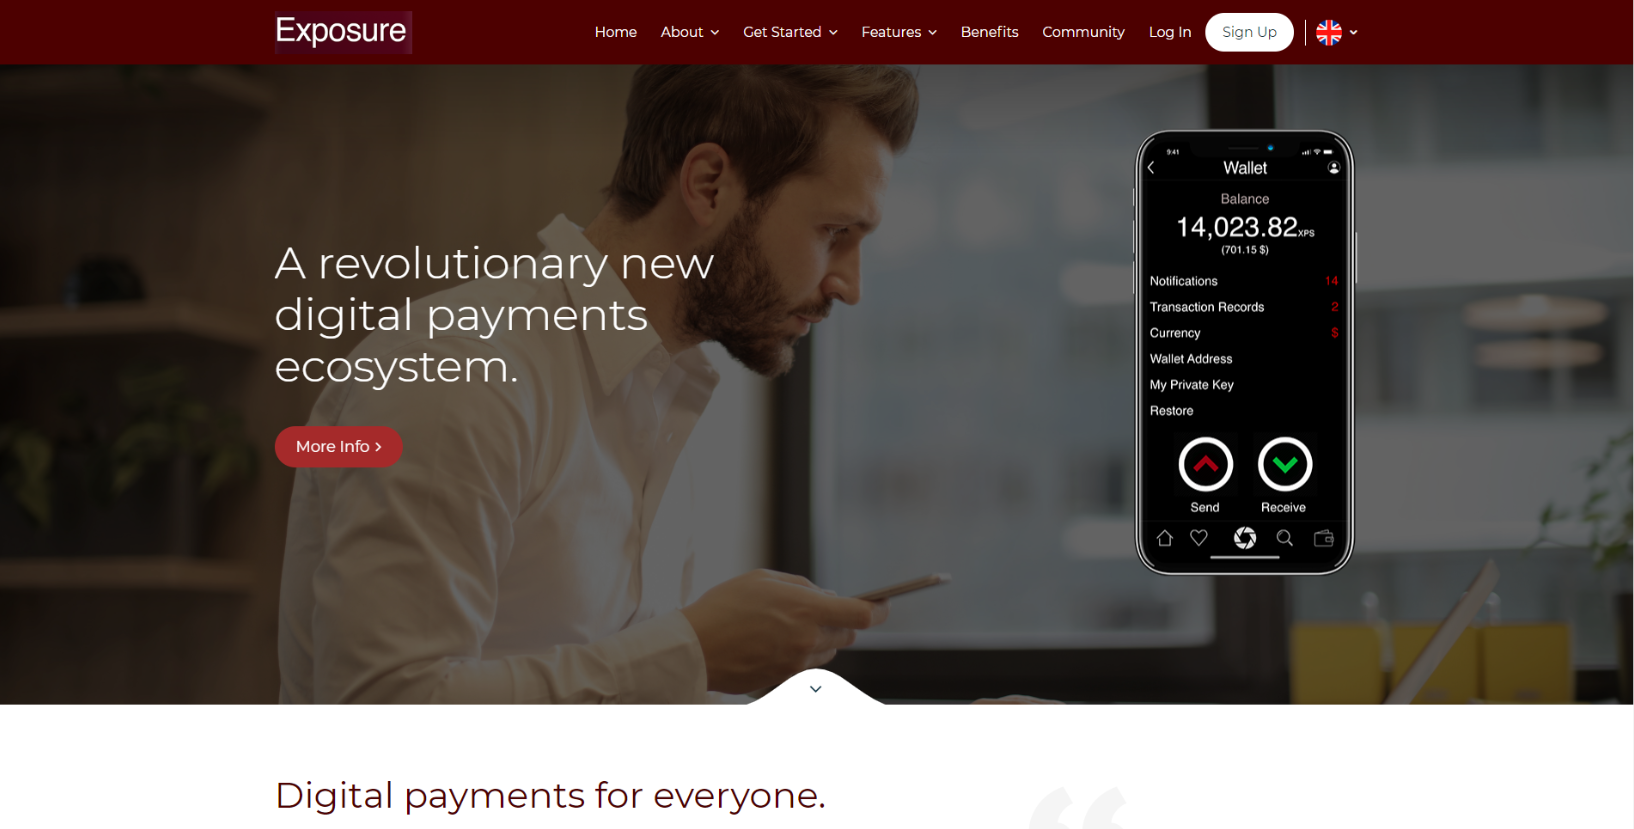 Exposure
Home About Get Started Features Benefits Community Log In Sign Up
A revolutionary new
digital payments
ecosystem.
More Info
9:41
Wallet
Balance
14,023.82XPS
(701.15 $)
Notifications 14
Transaction Records 2
Currency $
Wallet Address
My Private Key
Restore
Send Receive
Digital payments for everyone.
“